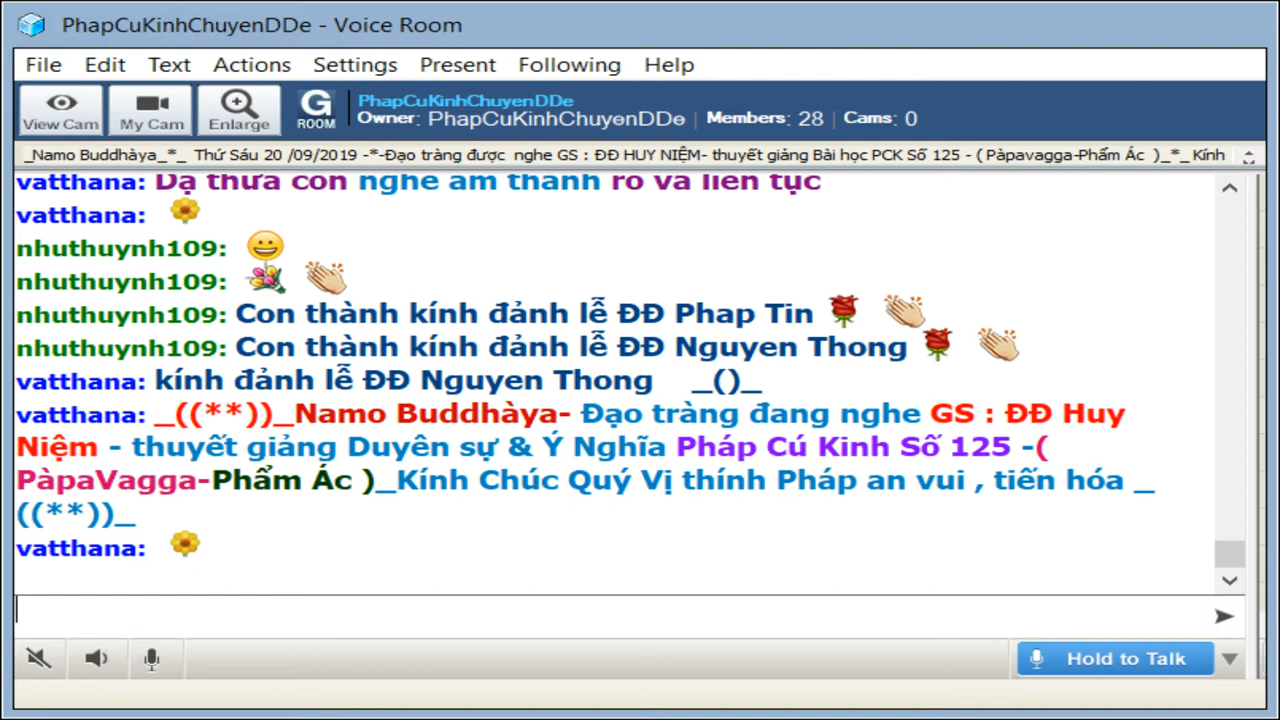 PhapCuKinhChuyenDDe - Voice Room
File Edit Text Actions Settings Present Following Help
View Cam My Cam Enlarge G ROOM PhapCuKinhChuyenDDe
Owner: PhapCuKinhChuyenDDe | Members: 28 | Cams: 0
_Namo Buddhàya_*_ Thứ Sáu 20 /09/2019 -*-Đạo tràng được nghe GS : ĐĐ HUY NIỆM- thuyết giảng Bài học PCK Số 125 - ( Pàpavagga-Phẩm Ác )_*_Kính
vatthana: Dạ thưa con nghe âm thanh rõ và liên tục
vatthana:
nhuthuynh109:
nhuthuynh109:
nhuthuynh109: Con thành kính đảnh lễ ĐĐ Phap Tin
nhuthuynh109: Con thành kính đảnh lễ ĐĐ Nguyen Thong
vatthana: kính đảnh lễ ĐĐ Nguyen Thong _()_
vatthana: _((**))_Namo Buddhàya- Đạo tràng đang nghe GS : ĐĐ Huy
Niệm - thuyết giảng Duyên sự & Ý Nghĩa Pháp Cú Kinh Số 125 -(
PàpaVagga-Phẩm Ác )_Kính Chúc Quý Vị thính Pháp an vui , tiến hóa _
((**))_
vatthana:
Hold to Talk